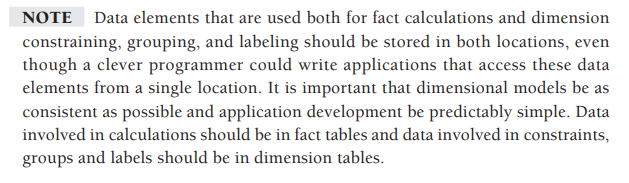 NOTE Data elements that are used both for fact calculations and dimension
constraining, grouping, and labeling should be stored in both locations, even
though a clever programmer could write applications that access these data
elements from a single location. It is important that dimensional models be as
consistent as possible and application development be predictably simple. Data
involved in calculations should be in fact tables and data involved in constraints,
groups and labels should be in dimension tables.